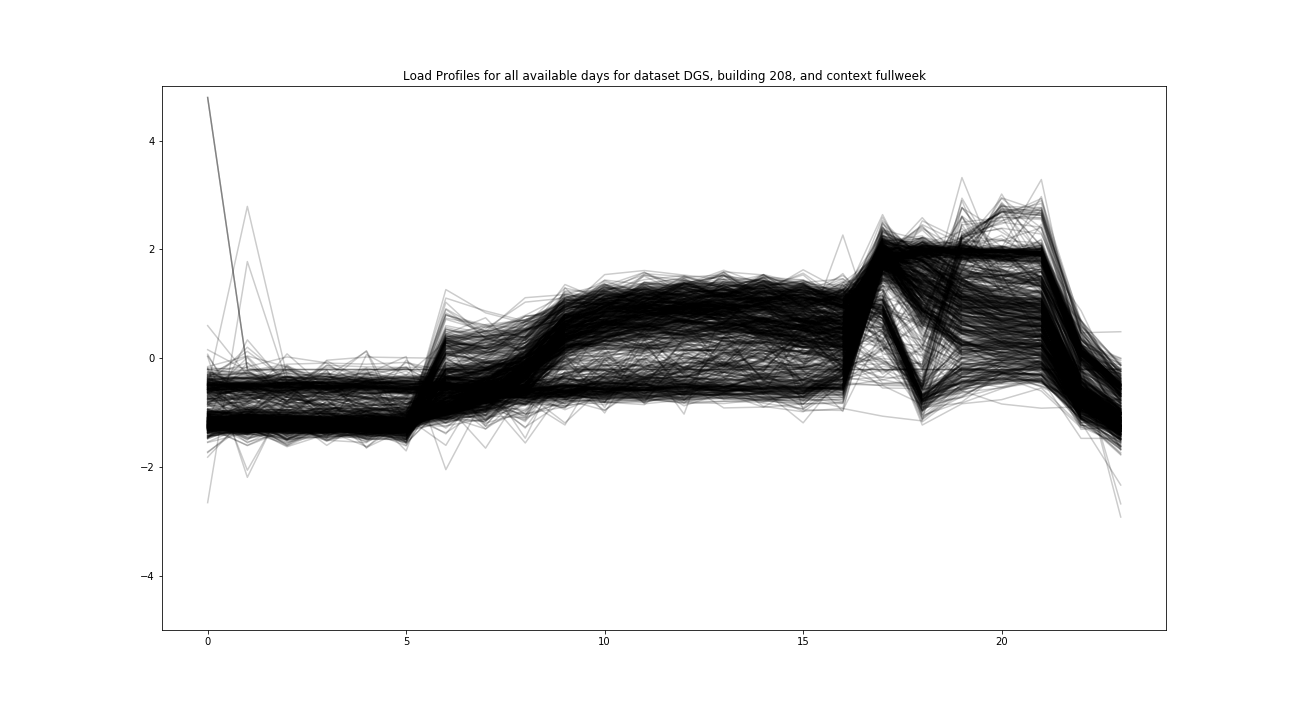 Load Profiles for all available days for dataset DGS, building 208, and context fullweek
4
2
0
−2
−4
0 5 10 15 20